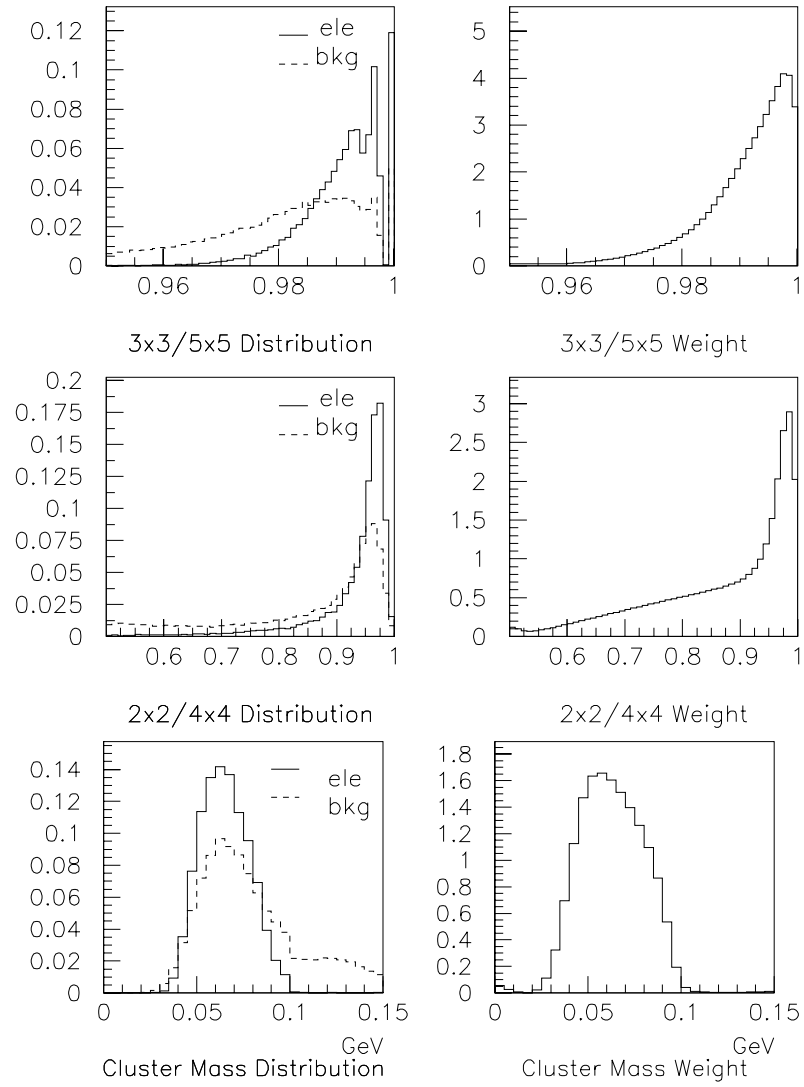 0.12
0.1
0.08
0.06
0.04
0.02
0
0.96 0.98 1
ele
bkg
3x3/5x5 Distribution
5
4
3
2
1
0
0.96 0.98 1
3x3/5x5 Weight
0.2
0.175
0.15
0.125
0.1
0.075
0.05
0.025
0
0.6 0.7 0.8 0.9 1
ele
bkg
2x2/4x4 Distribution
3
2.5
2
1.5
1
0.5
0
0.6 0.7 0.8 0.9 1
2x2/4x4 Weight
0.14
0.12
0.1
0.08
0.06
0.04
0.02
0
0 0.05 0.1 0.15
ele
bkg
GeV
Cluster Mass Distribution
1.8
1.6
1.4
1.2
1
0.8
0.6
0.4
0.2
0
0 0.05 0.1 0.15
GeV
Cluster Mass Weight